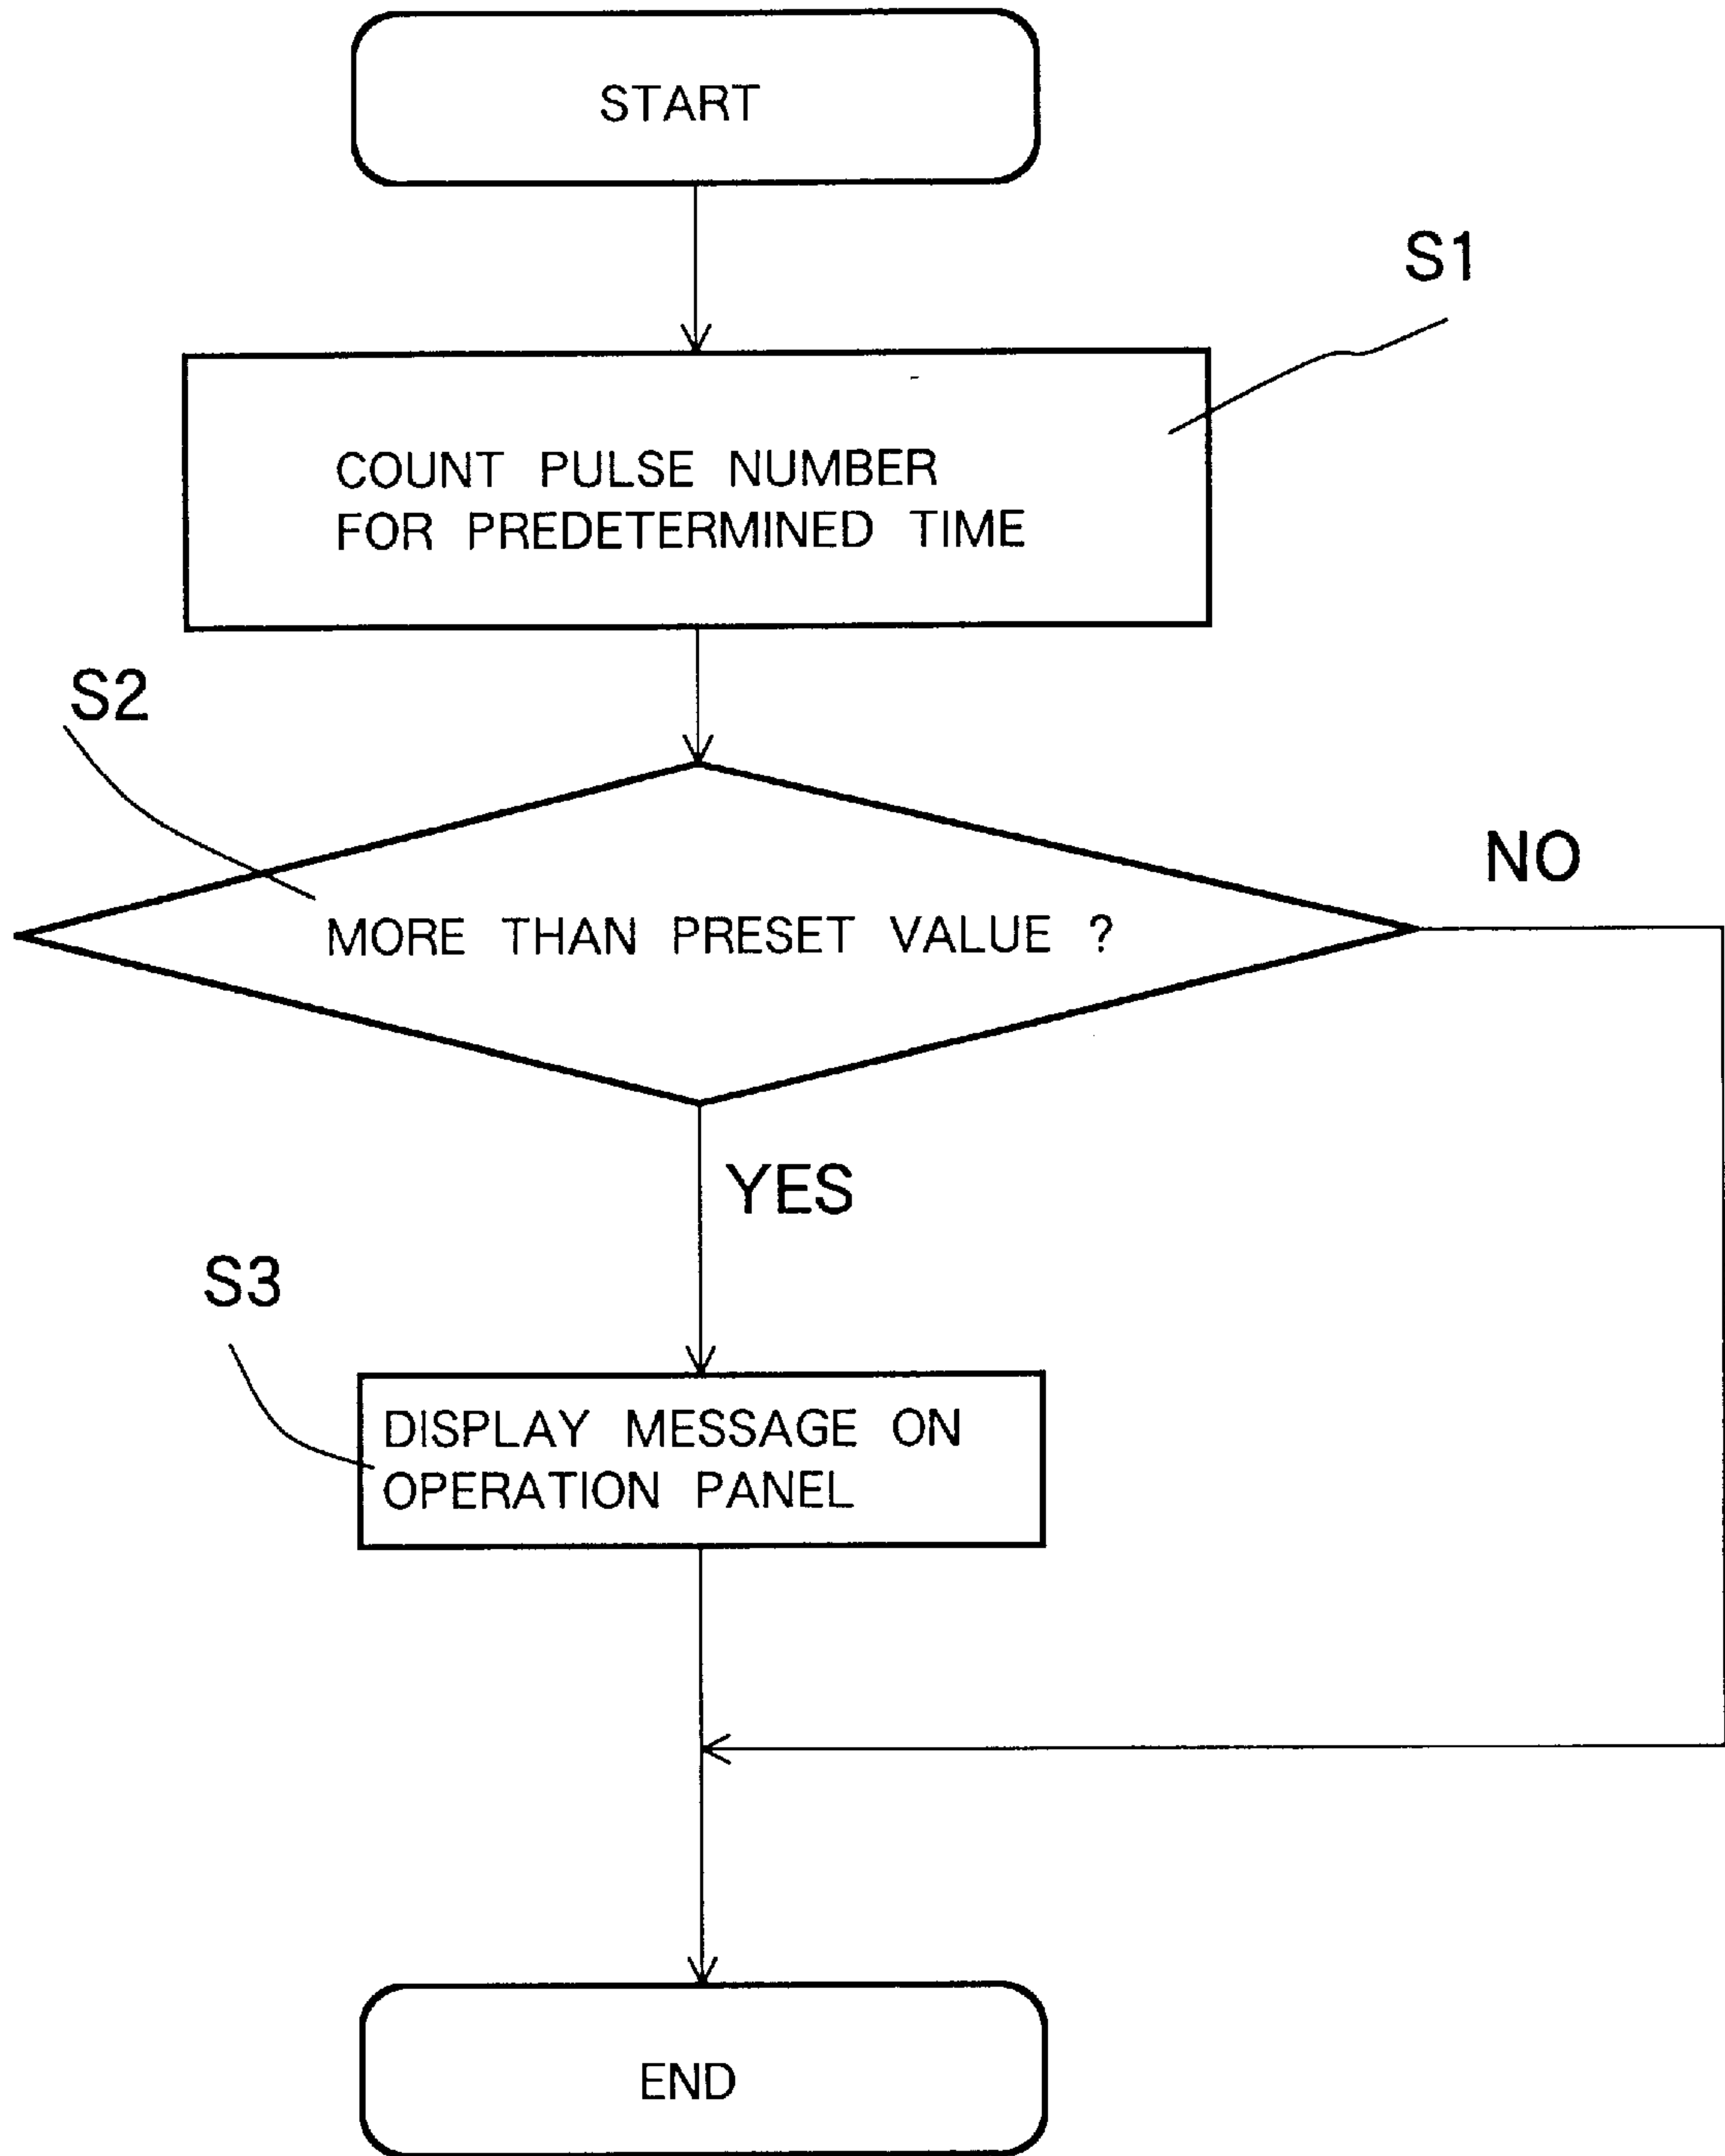 START
S1
COUNT PULSE NUMBER
FOR PREDETERMINED TIME
S2
NO
MORE THAN PRESET VALUE ?
YES
S3
DISPLAY MESSAGE ON
OPERATION PANEL
END